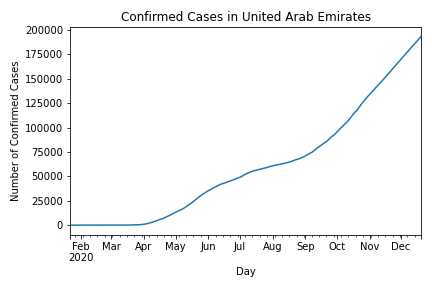 Confirmed Cases in United Arab Emirates
200000
175000
150000
125000
100000
75000
50000
25000
0
Number of Confirmed Cases
Feb Mar Apr May Jun Jul Aug Sep Oct Nov Dec
2020
Day